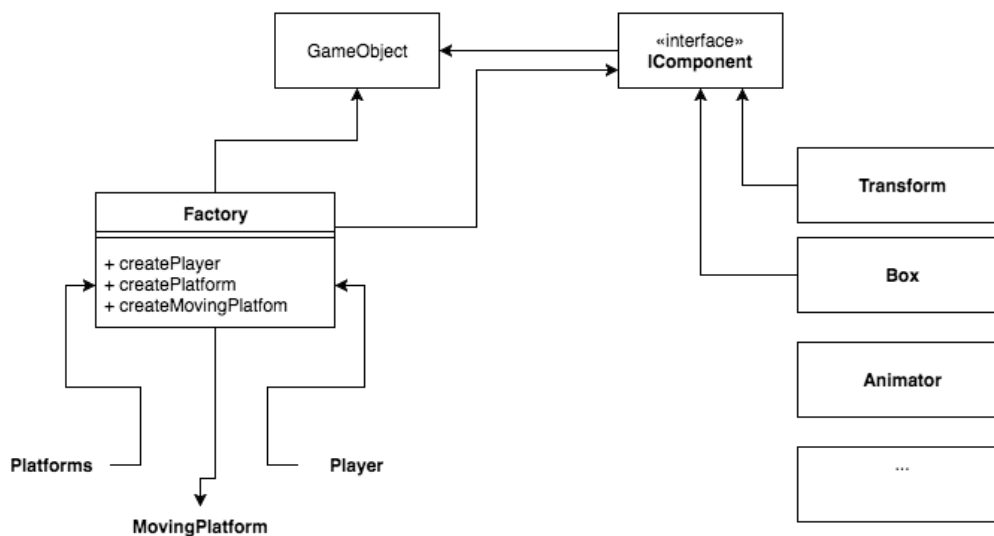 GameObject
«interface»
IComponent
Transform
Factory
+ createPlayer
+ createPlatform
+ createMovingPlatfom
Box
Animator
Platforms
Player
...
MovingPlatform